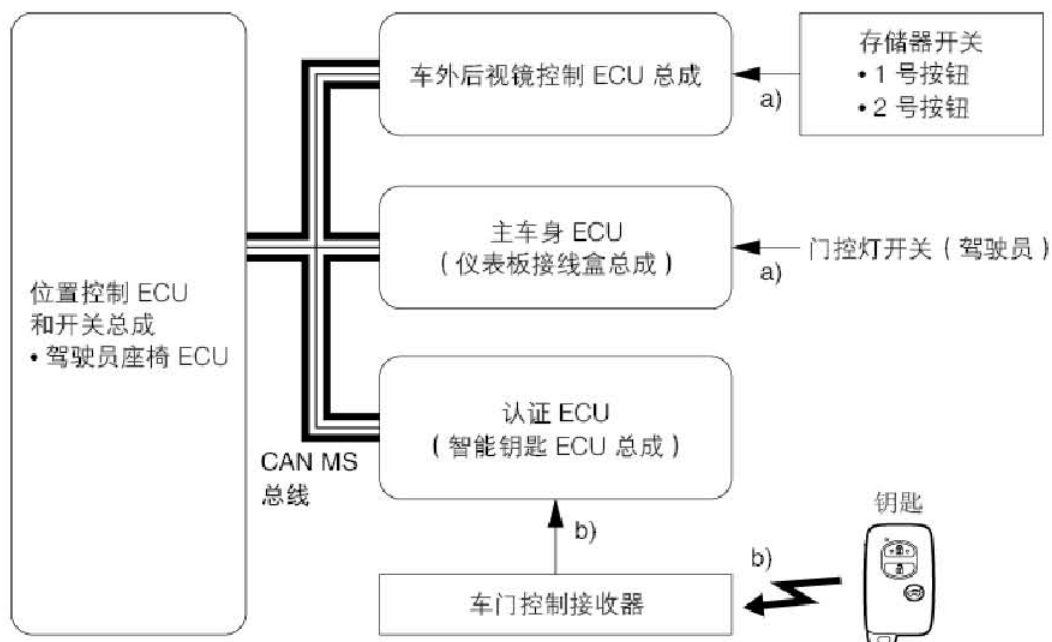 车外后视镜控制 ECU 总成
a)
存储器开关
• 1 号按钮
• 2 号按钮
主车身 ECU
(仪表板接线盒总成)
a)
门控灯开关(驾驶员)
位置控制 ECU
和开关总成
• 驾驶员座椅 ECU
认证 ECU
(智能钥匙 ECU 总成)
CAN MS
总线
b)
车门控制接收器
b)
钥匙